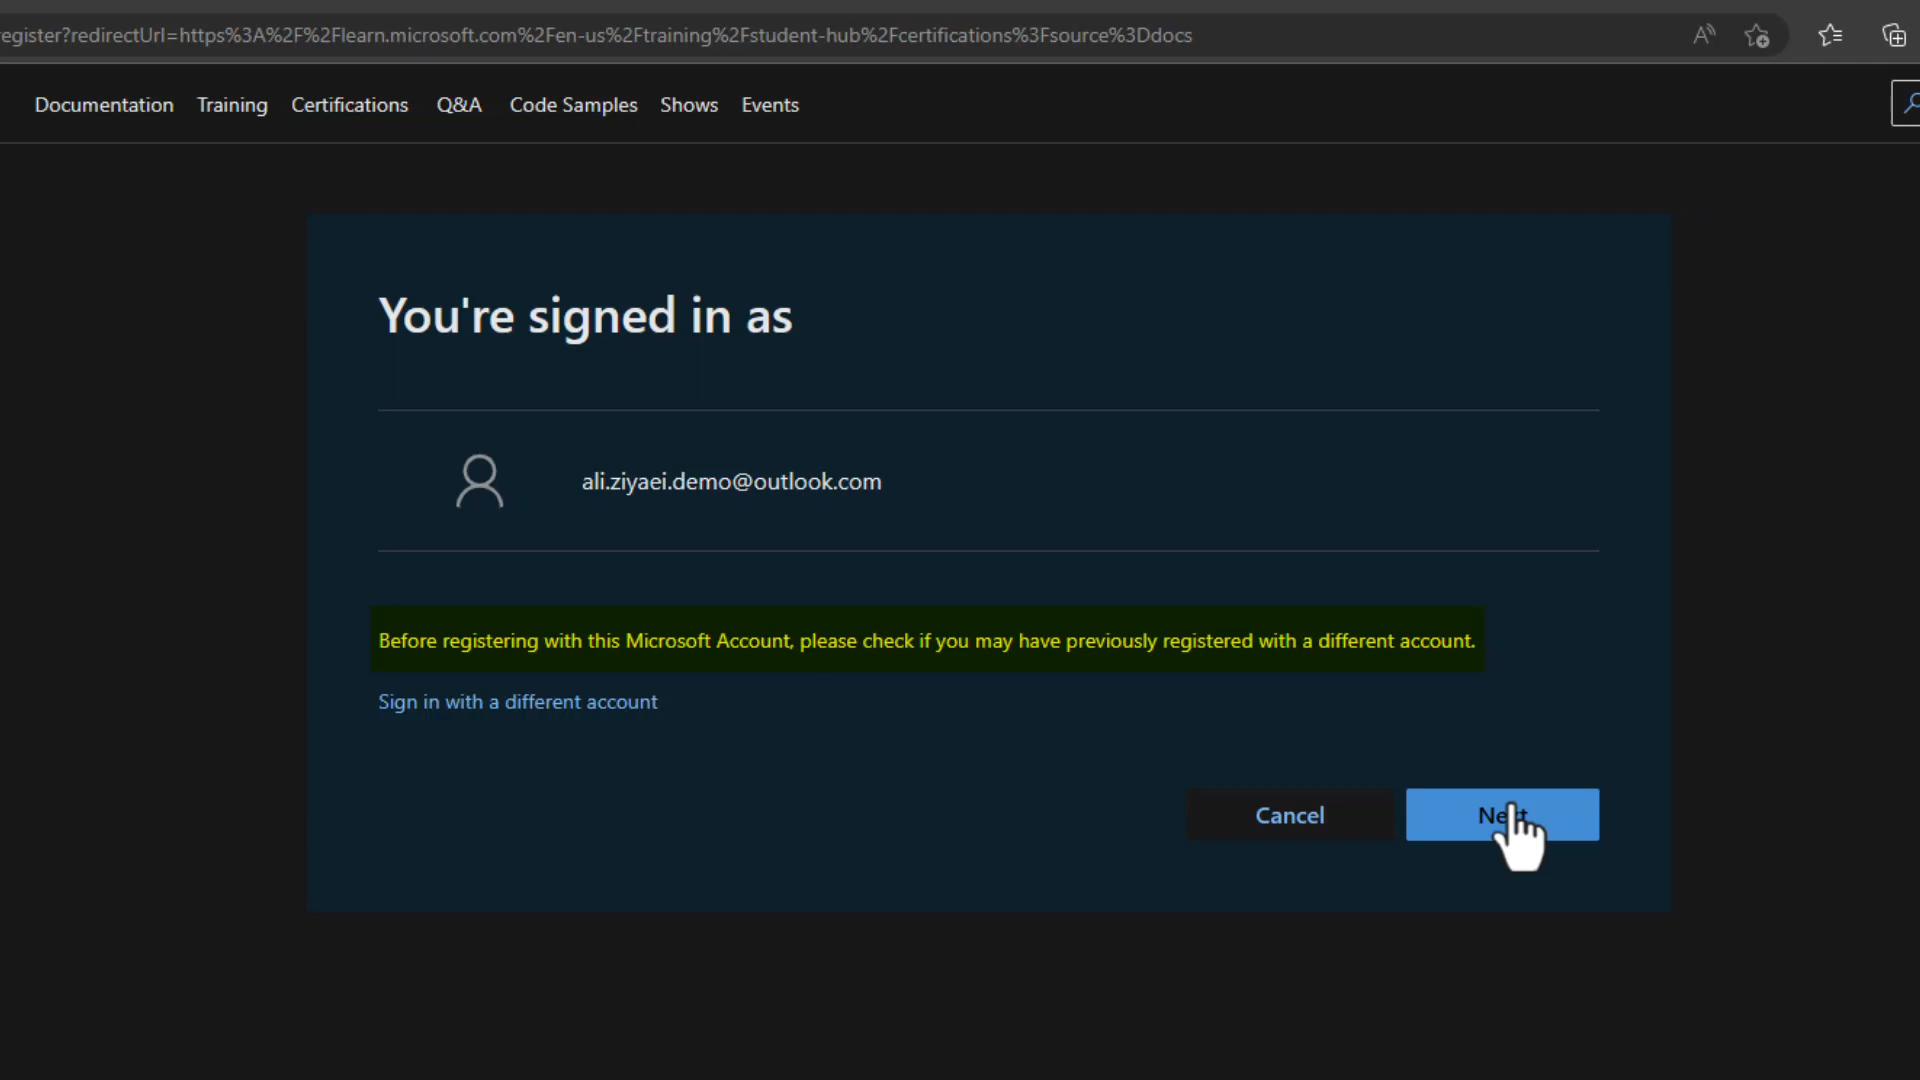 egister?redirectUrl=https%3A%2F%2Flearn.microsoft.com%2Fen-us%2Ftraining%2Fstudent-hub%2Fcertifications%3Fsource%3Ddocs
Documentation Training Certifications Q&A Code Samples Shows Events
You're signed in as
ali.ziyaei.demo@outlook.com
Before registering with this Microsoft Account, please check if you may have previously registered with a different account.
Sign in with a different account
Cancel Next